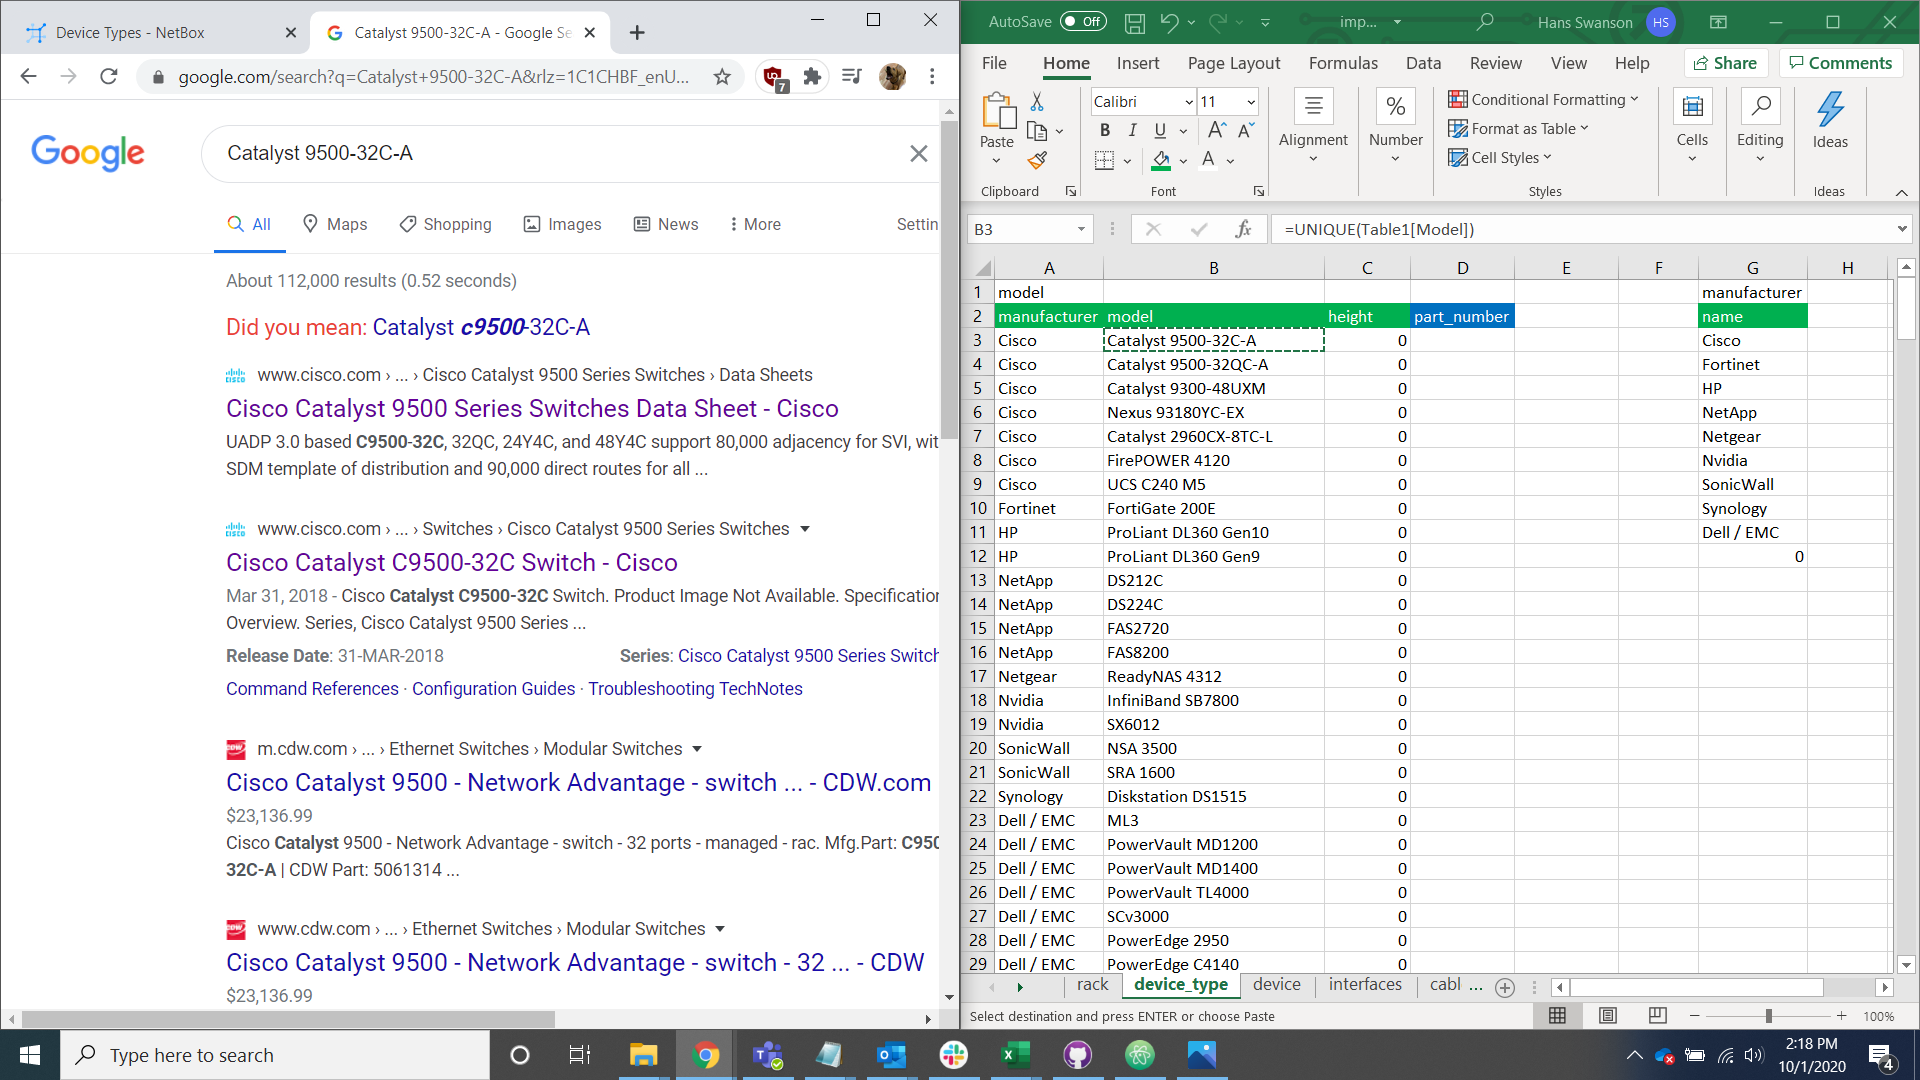 Device Types - NetBox
Catalyst 9500-32C-A - Google Se
google.com/search?q=Catalyst+9500-32C-A&rlz=1C1CHBF_enU...
7
Google
Catalyst 9500-32C-A
All
Maps
Shopping
Images
News
More
Settin
About 112,000 results (0.52 seconds)
Did you mean: Catalyst c9500-32C-A
www.cisco.com › ... › Cisco Catalyst 9500 Series Switches › Data Sheets
Cisco Catalyst 9500 Series Switches Data Sheet - Cisco
UADP 3.0 based C9500-32C, 32QC, 24Y4C, and 48Y4C support 80,000 adjacency for SVI, wit
SDM template of distribution and 90,000 direct routes for all ...
www.cisco.com › ... › Switches › Cisco Catalyst 9500 Series Switches
Cisco Catalyst C9500-32C Switch - Cisco
Mar 31, 2018 - Cisco Catalyst C9500-32C Switch. Product Image Not Available. Specification
Overview. Series, Cisco Catalyst 9500 Series ...
Release Date: 31-MAR-2018
Series: Cisco Catalyst 9500 Series Switch
Command References · Configuration Guides · Troubleshooting TechNotes
m.cdw.com › ... › Ethernet Switches › Modular Switches
Cisco Catalyst 9500 - Network Advantage - switch ... - CDW.com
$23,136.99
Cisco Catalyst 9500 - Network Advantage - switch - 32 ports - managed - rac. Mfg.Part: C950
32C-A | CDW Part: 5061314 ...
www.cdw.com › ... › Ethernet Switches › Modular Switches
Cisco Catalyst 9500 - Network Advantage - switch - 32 ... - CDW
$23,136.99
AutoSave Off
imp...
Hans Swanson
HS
File Home Insert Page Layout Formulas Data Review View Help
Share
Comments
Paste
Clipboard
Calibri
11
B I U
Font
Alignment
%
Number
Conditional Formatting
Format as Table
Cell Styles
Styles
Cells
Editing
Ideas
Ideas
B3
fx
=UNIQUE(Table1[Model])
A B C D E F G H
1 model manufacturer
2 manufacturer model height part_number name
3 Cisco Catalyst 9500-32C-A 0 Cisco
4 Cisco Catalyst 9500-32QC-A 0 Fortinet
5 Cisco Catalyst 9300-48UXM 0 HP
6 Cisco Nexus 93180YC-EX 0 NetApp
7 Cisco Catalyst 2960CX-8TC-L 0 Netgear
8 Cisco FirePOWER 4120 0 Nvidia
9 Cisco UCS C240 M5 0 SonicWall
10 Fortinet FortiGate 200E 0 Synology
11 HP ProLiant DL360 Gen10 0 Dell / EMC
12 HP ProLiant DL360 Gen9 0 0
13 NetApp DS212C 0
14 NetApp DS224C 0
15 NetApp FAS2720 0
16 NetApp FAS8200 0
17 Netgear ReadyNAS 4312 0
18 Nvidia InfiniBand SB7800 0
19 Nvidia SX6012 0
20 SonicWall NSA 3500 0
21 SonicWall SRA 1600 0
22 Synology Diskstation DS1515 0
23 Dell / EMC ML3 0
24 Dell / EMC PowerVault MD1200 0
25 Dell / EMC PowerVault MD1400 0
26 Dell / EMC PowerVault TL4000 0
27 Dell / EMC SCv3000 0
28 Dell / EMC PowerEdge 2950 0
29 Dell / EMC PowerEdge C4140 0
rack device_type device interfaces cabl ...
Select destination and press ENTER or choose Paste
100%
Type here to search
2:18 PM
10/1/2020
4